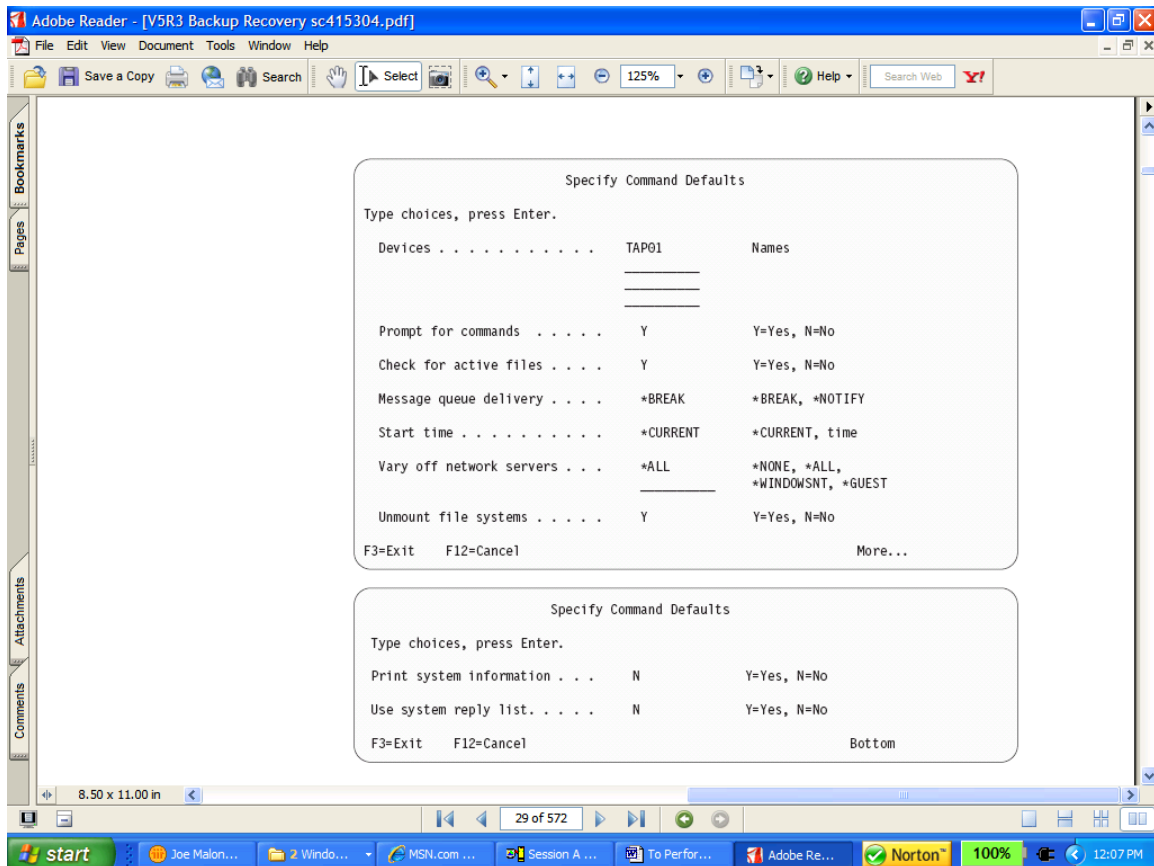 Adobe Reader - [V5R3 Backup Recovery sc415304.pdf]
File Edit View Document Tools Window Help
Save a Copy Search Select 125% Help Search Web Y!
Bookmarks
Pages
Attachments
Comments
Specify Command Defaults
Type choices, press Enter.
Devices . . . . . . . . . . . TAP01 Names
__________
__________
__________
Prompt for commands . . . . . Y Y=Yes, N=No
Check for active files . . . . Y Y=Yes, N=No
Message queue delivery . . . . *BREAK *BREAK, *NOTIFY
Start time . . . . . . . . . . *CURRENT *CURRENT, time
Vary off network servers . . . *ALL *NONE, *ALL,
__________ *WINDOWSNT, *GUEST
Unmount file systems . . . . . Y Y=Yes, N=No
F3=Exit F12=Cancel More...
Specify Command Defaults
Type choices, press Enter.
Print system information . . . N Y=Yes, N=No
Use system reply list. . . . . N Y=Yes, N=No
F3=Exit F12=Cancel Bottom
8.50 x 11.00 in
29 of 572
start Joe Malon... 2 Windo... MSN.com ... Session A ... To Perfor... Adobe Re... Norton™ 100% 12:07 PM